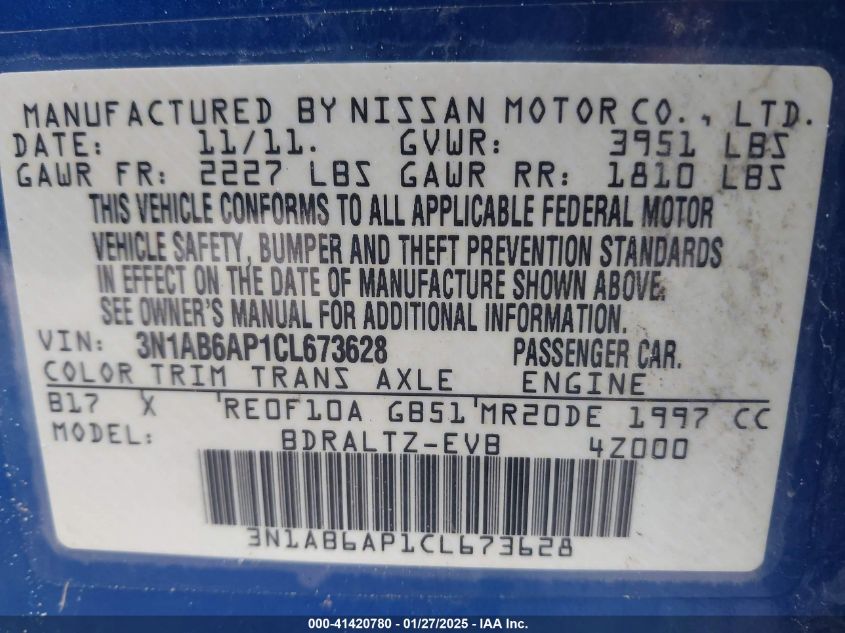 MANUFACTURED BY NISSAN MOTOR CO., LTD.
DATE: 11/11. GVWR: 3951 LBS
GAWR FR: 2227 LBS GAWR RR: 1810 LBS
THIS VEHICLE CONFORMS TO ALL APPLICABLE FEDERAL MOTOR
VEHICLE SAFETY, BUMPER AND THEFT PREVENTION STANDARDS
IN EFFECT ON THE DATE OF MANUFACTURE SHOWN ABOVE.
SEE OWNER'S MANUAL FOR ADDITIONAL INFORMATION.
VIN: 3N1AB6AP1CL673628 PASSENGER CAR.
COLOR TRIM TRANS AXLE ENGINE
B17 X RE0F10A GB51 MR20DE 1997 CC
MODEL: BDRALTZ-EVB 4Z000
3N1AB6AP1CL673628
000-41420780 - 01/27/2025 - IAA Inc.